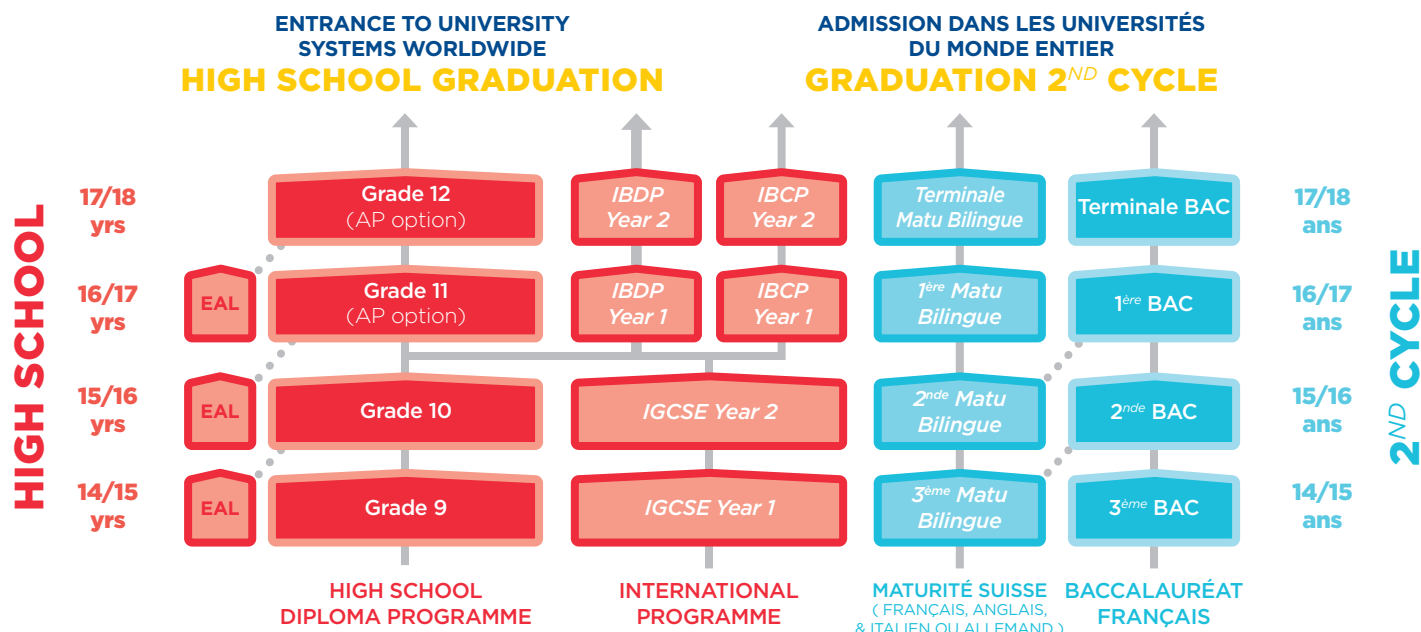 ENTRANCE TO UNIVERSITY
SYSTEMS WORLDWIDE
HIGH SCHOOL GRADUATION
ADMISSION DANS LES UNIVERSITÉS
DU MONDE ENTIER
GRADUATION 2ND CYCLE
HIGH SCHOOL
17/18
yrs
Grade 12
(AP option)
IBDP
Year 2
IBCP
Year 2
Terminale
Matu Bilingue
Terminale BAC
17/18
ans
16/17
yrs
EAL
Grade 11
(AP option)
IBDP
Year 1
IBCP
Year 1
1ère Matu
Bilingue
1ère BAC
16/17
ans
15/16
yrs
EAL
Grade 10
IGCSE Year 2
2nde Matu
Bilingue
2nde BAC
15/16
ans
14/15
yrs
EAL
Grade 9
IGCSE Year 1
3ème Matu
Bilingue
3ème BAC
14/15
ans
2ND CYCLE
HIGH SCHOOL
DIPLOMA PROGRAMME
INTERNATIONAL
PROGRAMME
MATURITÉ SUISSE
( FRANÇAIS, ANGLAIS,
& ITALIEN OU ALLEMAND )
BACCALAURÉAT
FRANÇAIS